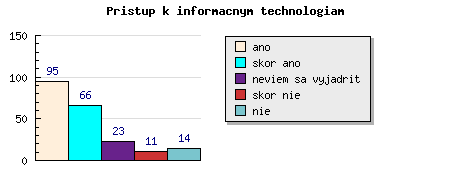 Pristup k informacnym technologiam
150
100
50
0
95
66
23
11
14
ano
skor ano
neviem sa vyjadrit
skor nie
nie